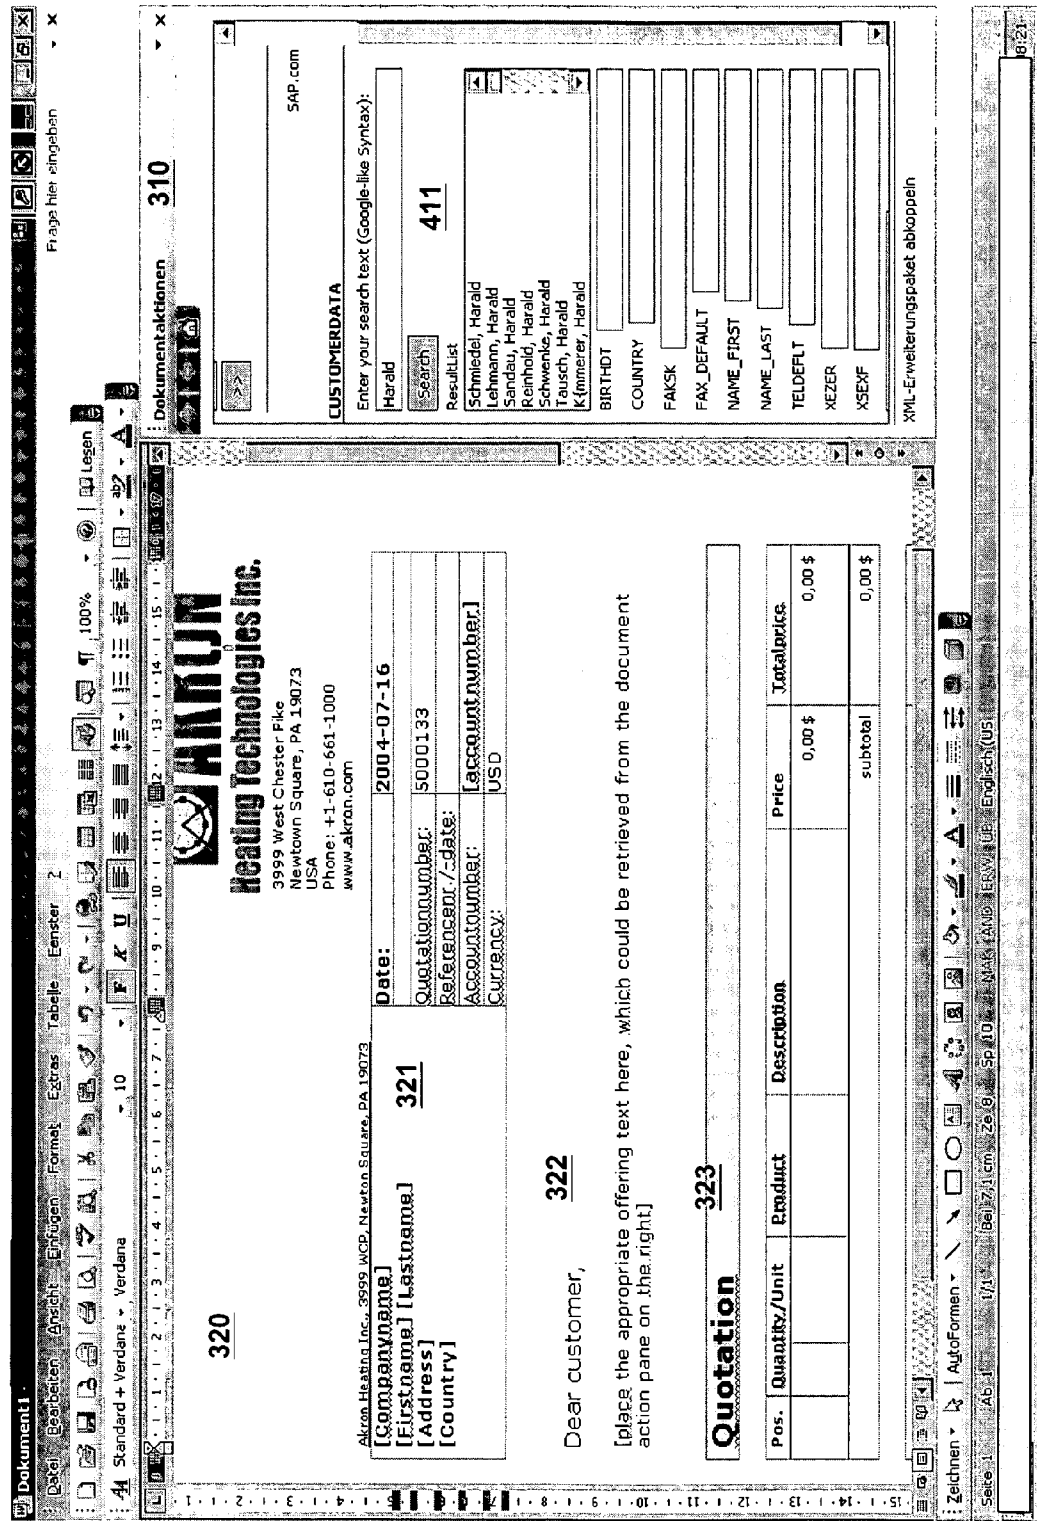 Dokument1
Datei Bearbeiten Ansicht Einfügen Format Extras Tabelle Fenster 2
Frage hier eingeben
100% Lesen
Standard + Verdana Verdana 10 F K U
320
AKRON
Heating Technologies Inc.
3999 West Chester Pike
Newtown Square, PA 19073
USA
Phone: +1-610-661-1000
www.akron.com
Akron Heating Inc., 3999 WCP, Newton Square, PA 19073
[Companyname]
[Firstname] [Lastname]
[Address]
[Country]
321
Date: 2004-07-16
Quotationnumber: 5000133
Referencenr./-date:
Accountnumber: [accountnumber]
Currency: USD
322
Dear customer,
[place the appropriate offering text here, which could be retrieved from the document
action pane on the right]
323
Quotation
Pos. Quantity/Unit Product Description Price Totalprice
0,00 $ 0,00 $
subtotal 0,00 $
Dokumentaktionen
310
>>
SAP.com
CUSTOMERDATA
Enter your search text (Google-like Syntax):
Harald
Search
411
ResultList
Schmiedel, Harald
Lehmann, Harald
Sandau, Harald
Reinhold, Harald
Schwenke, Harald
Tausch, Harald
BIRTHDT
COUNTRY
FAKSK
FAX_DEFAULT
NAME_FIRST
NAME_LAST
TELDEFLT
XEZER
XSEXF
XML-Erweiterungspaket abkoppeln
Zeichnen AutoFormen
Seite 1 Ab 1 1/1 Bei 7,1 cm Ze 8 Sp 10 MAK ÄND ERW ÜB Englisch (US